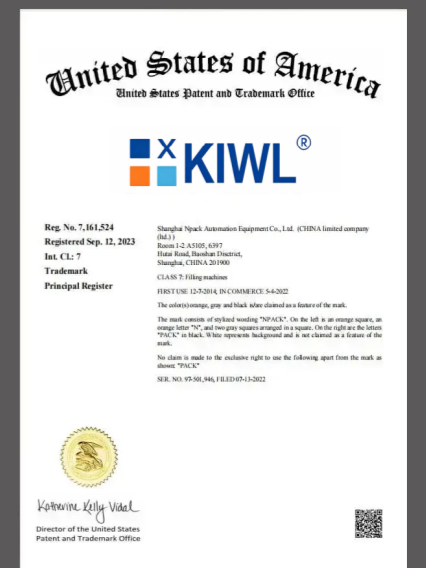 United States of America
United States Patent and Trademark Office
X KIWL®
Reg. No. 7,161,524
Registered Sep. 12, 2023
Int. Cl.: 7
Trademark
Principal Register
Shanghai Npack Automation Equipment Co., Ltd. (CHINA limited company
(ltd.) )
Room 1-2 A5105, 6397
Hutai Road, Baoshan Disctrict,
Shanghai, CHINA 201900
CLASS 7: Filling machines
FIRST USE 12-7-2014, IN COMMERCE 5-4-2022
The color(s) orange, gray and black is/are claimed as a feature of the mark.
The mark consists of stylized wording "NPACK". On the left is an orange square, an
orange letter "N", and two gray squares arranged in a square. On the right are the letters
"PACK" in black. White represents background and is not claimed as a feature of the
mark.
No claim is made to the exclusive right to use the following apart from the mark as
shown: "PACK"
SER. NO. 97-501,946, FILED 07-13-2022
Katherine Kelly Vidal
Director of the United States
Patent and Trademark Office